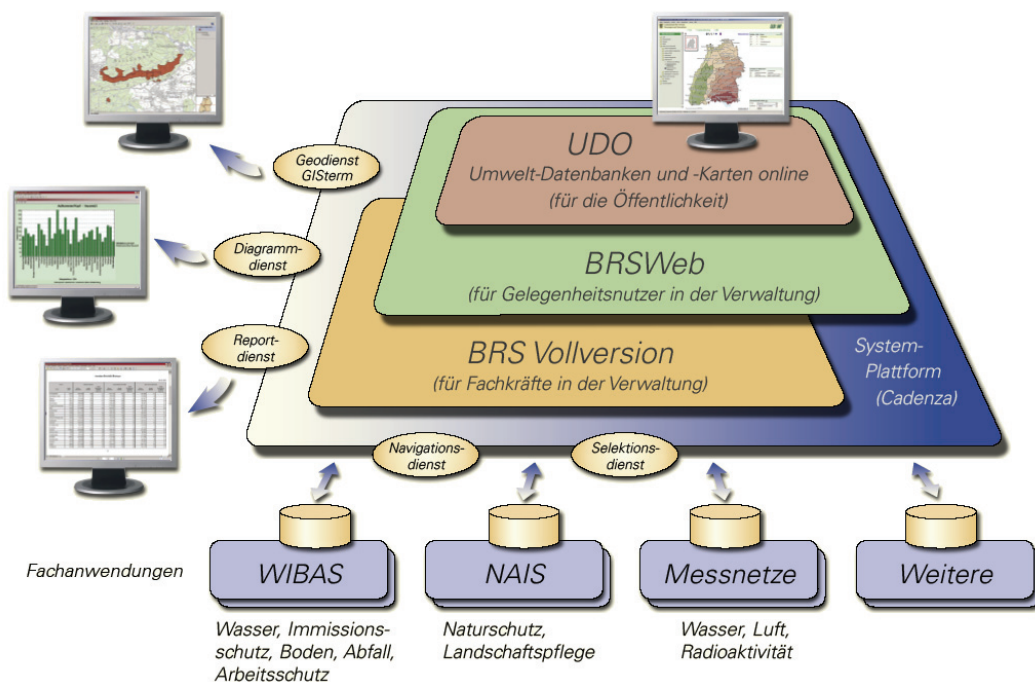 UDO
Umwelt-Datenbanken und -Karten online
(für die Öffentlichkeit)
BRSWeb
(für Gelegenheitsnutzer in der Verwaltung)
BRS Vollversion
(für Fachkräfte in der Verwaltung)
System-
Plattform
(Cadenza)
Geodienst
GISterm
Diagramm-
dienst
Report-
dienst
Navigations-
dienst
Selektions-
dienst
Fachanwendungen
WIBAS
NAIS
Messnetze
Weitere
Wasser, Immissions-
schutz, Boden, Abfall,
Arbeitsschutz
Naturschutz,
Landschaftspflege
Wasser, Luft,
Radioaktivität